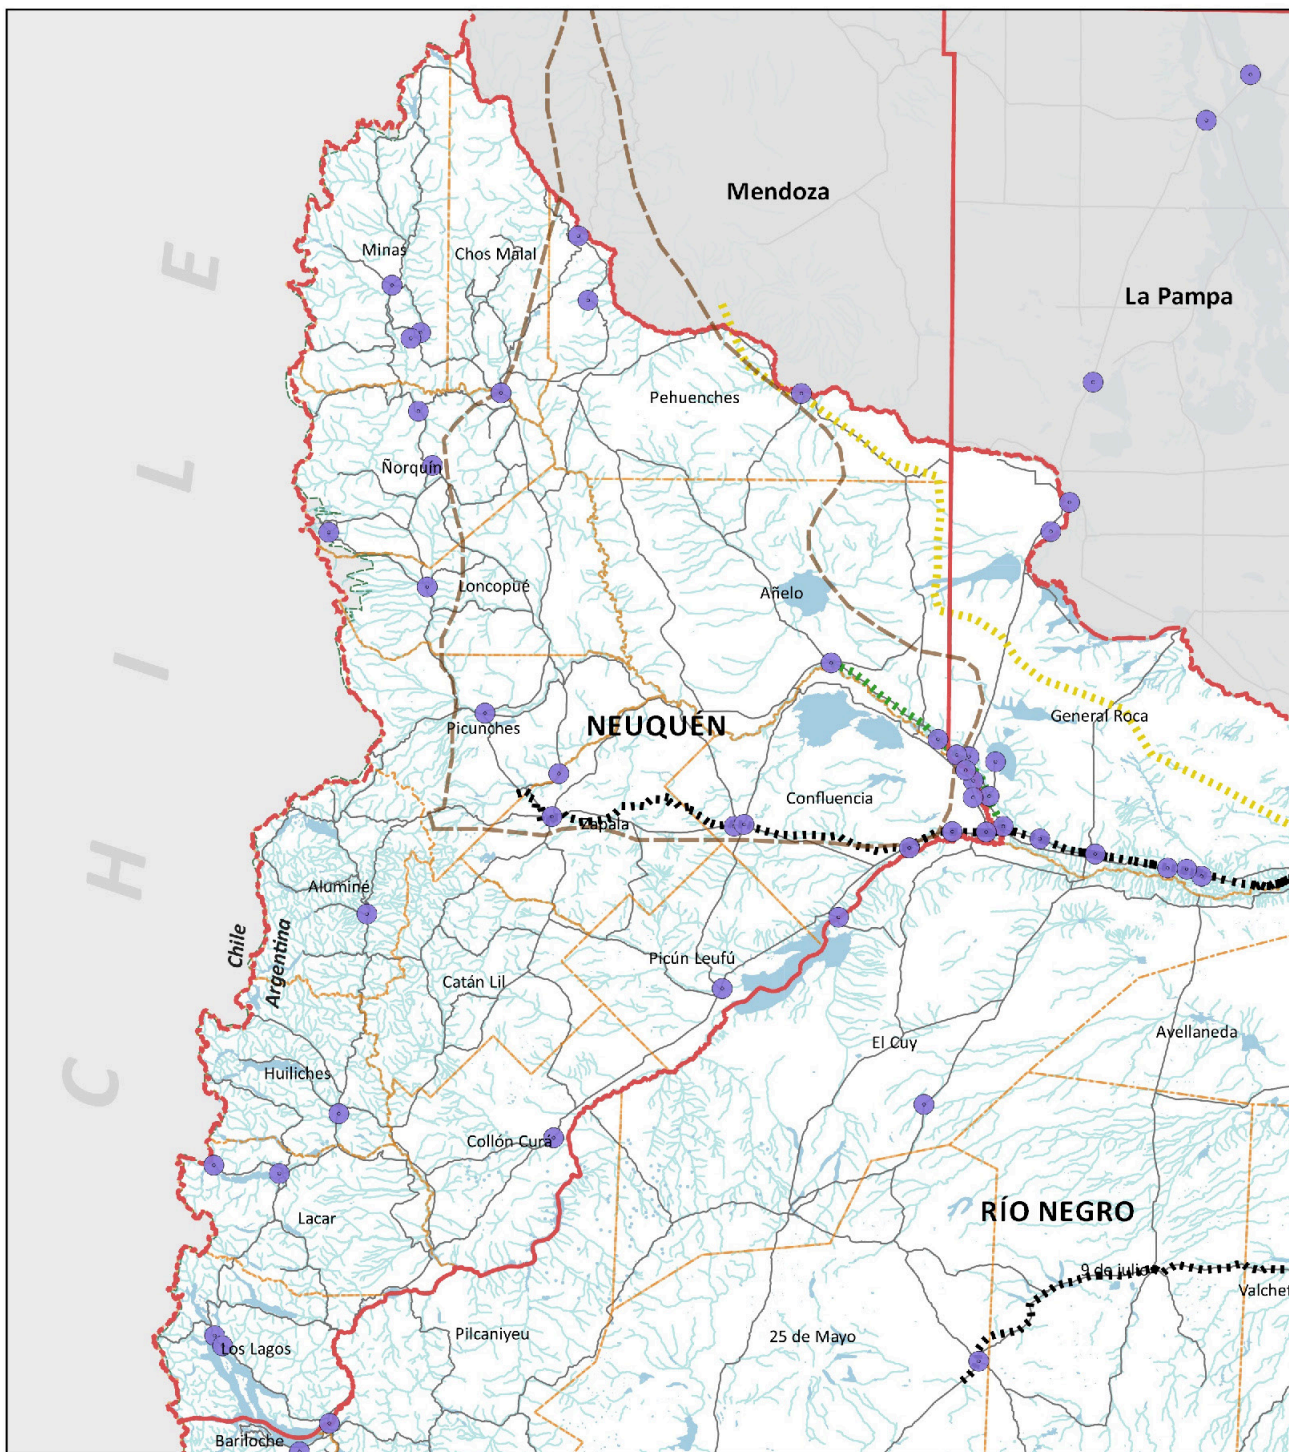 Mendoza
La Pampa
Minas
Chos Malal
Pehuenches
Ñorquín
Loncopué
Añelo
Picunches
NEUQUÉN
General Roca
Confluencia
Zapala
Aluminé
Chile
Argentina
Catán Lil
Picún Leufú
El Cuy
Avellaneda
Huiliches
Collón Curá
Lacar
RÍO NEGRO
9 de julio
Valchet
Los Lagos
Pilcaniyeu
25 de Mayo
Bariloche
CHILE